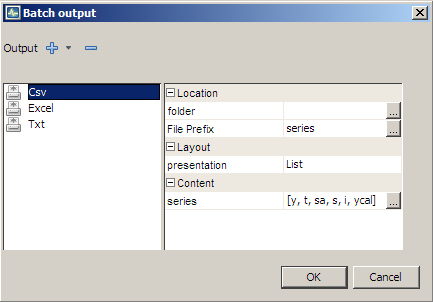 Batch output
Output
Csv
Excel
Txt
Location
folder
...
File Prefix series ...
Layout
presentation List
Content
series [y, t, sa, s, i, ycal] ...
OK Cancel